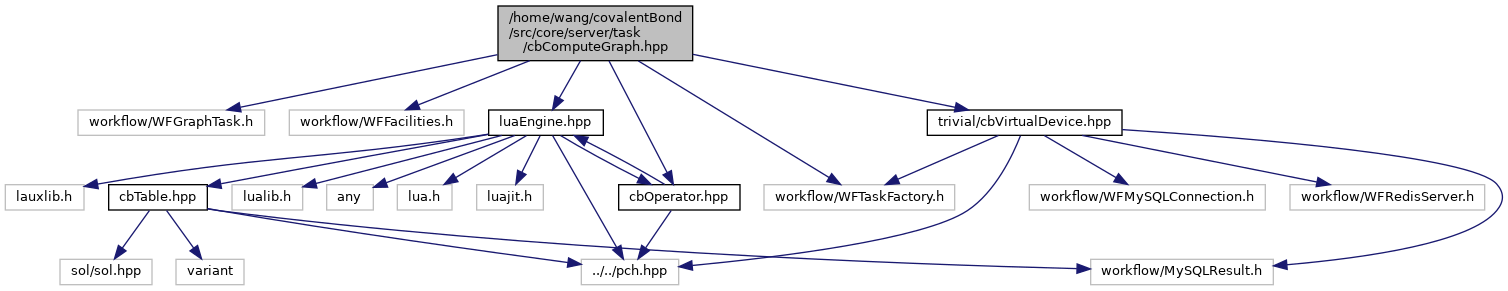 /home/wang/covalentBond
/src/core/server/task
/cbComputeGraph.hpp
workflow/WFGraphTask.h
workflow/WFFacilities.h
luaEngine.hpp
trivial/cbVirtualDevice.hpp
lauxlib.h
cbTable.hpp
lualib.h
any
lua.h
luajit.h
cbOperator.hpp
workflow/WFTaskFactory.h
workflow/WFMySQLConnection.h
workflow/WFRedisServer.h
sol/sol.hpp
variant
../../pch.hpp
workflow/MySQLResult.h